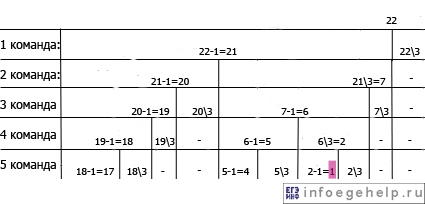 22
1 команда: 22-1=21 22\3
2 команда: 21-1=20 21\3=7 -
3 команда 20-1=19 20\3 7-1=6 7\3 -
4 команда 19-1=18 19\3 - 6-1=5 6\3=2 - -
5 команда 18-1=17 18\3 - - 5-1=4 5\3 2-1=1 2\3 - -
ЕГЭ ИНФО infoegehelp.ru